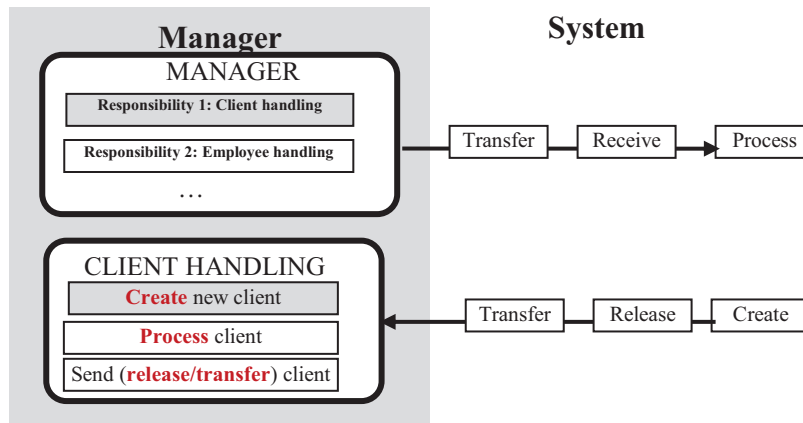 Manager
System
MANAGER
Responsibility 1: Client handling
Responsibility 2: Employee handling
…
Transfer
Receive
Process
CLIENT HANDLING
Create new client
Process client
Send (release/transfer) client
Transfer
Release
Create